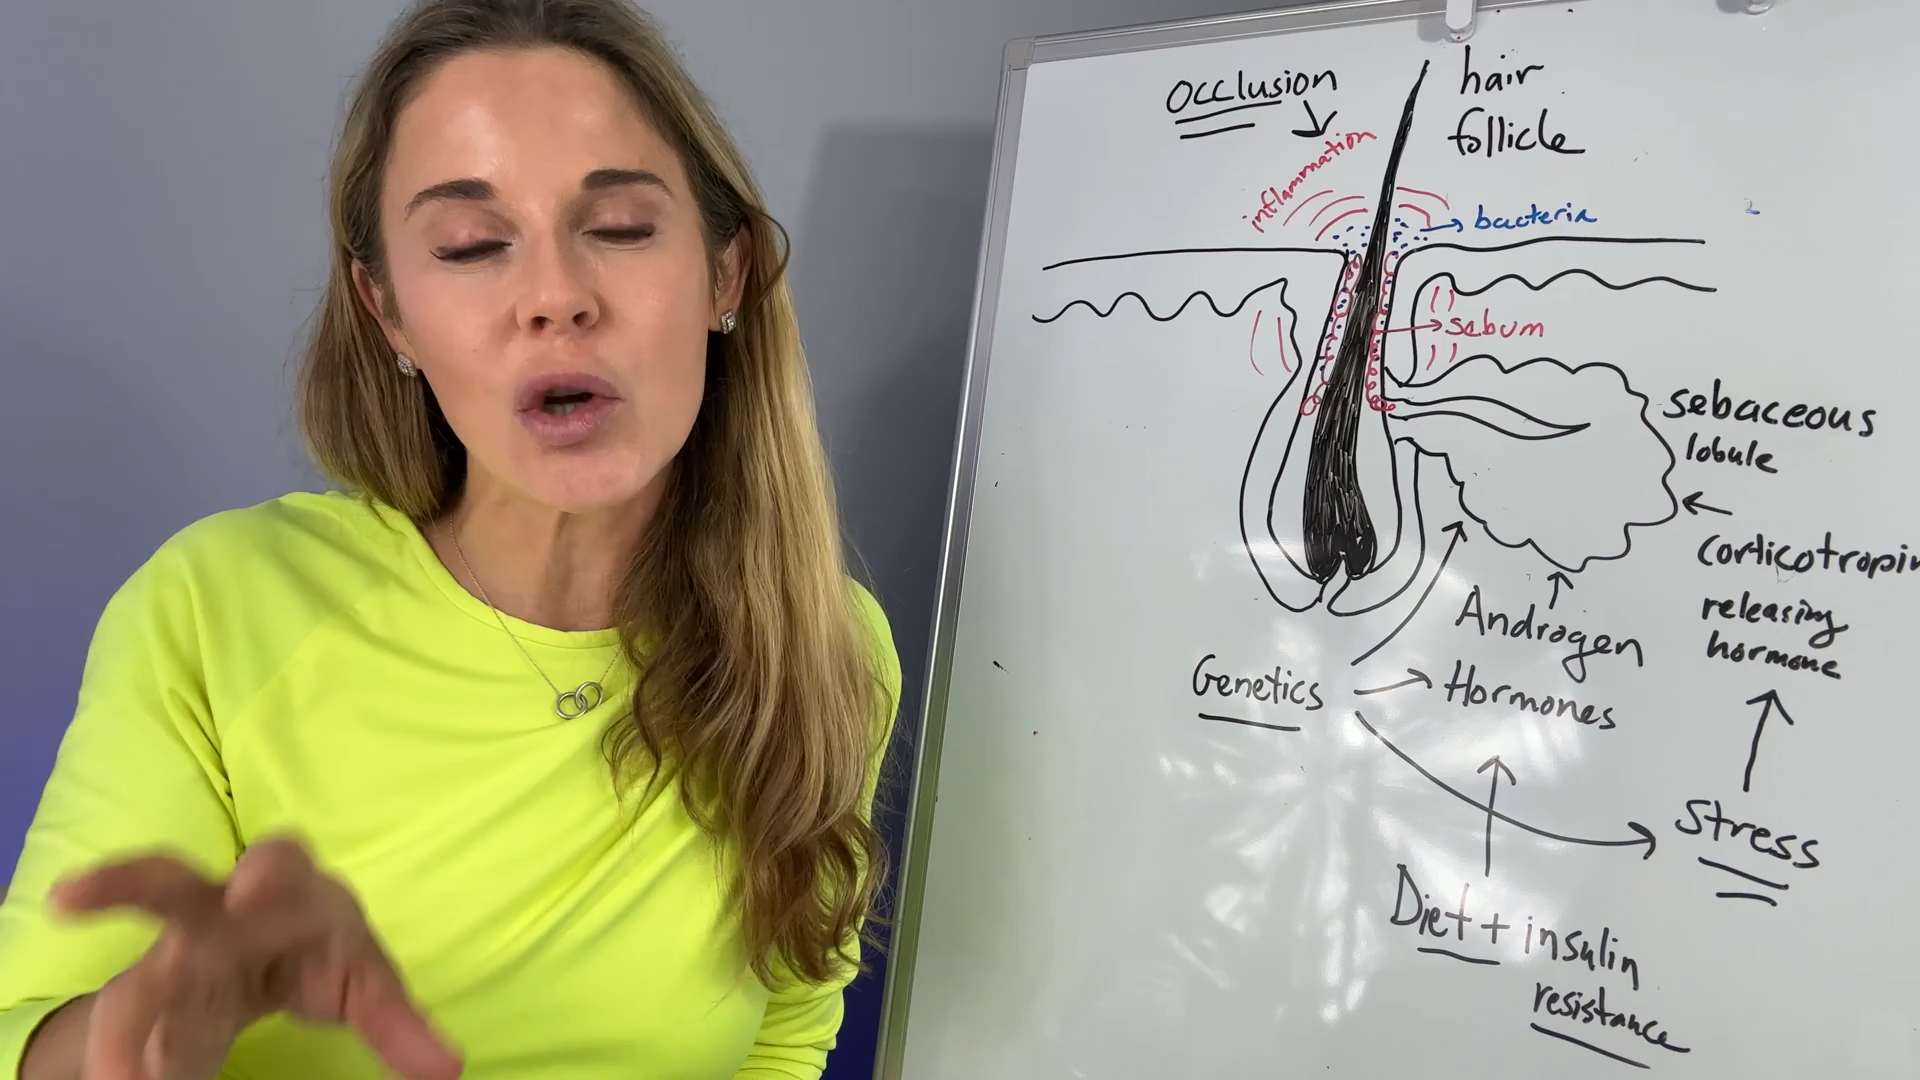 Occlusion
hair
follicle
inflammation
bacteria
sebum
sebaceous
lobule
corticotropin
releasing
hormone
Androgen
Hormones
Genetics
Stress
Diet + insulin
resistance